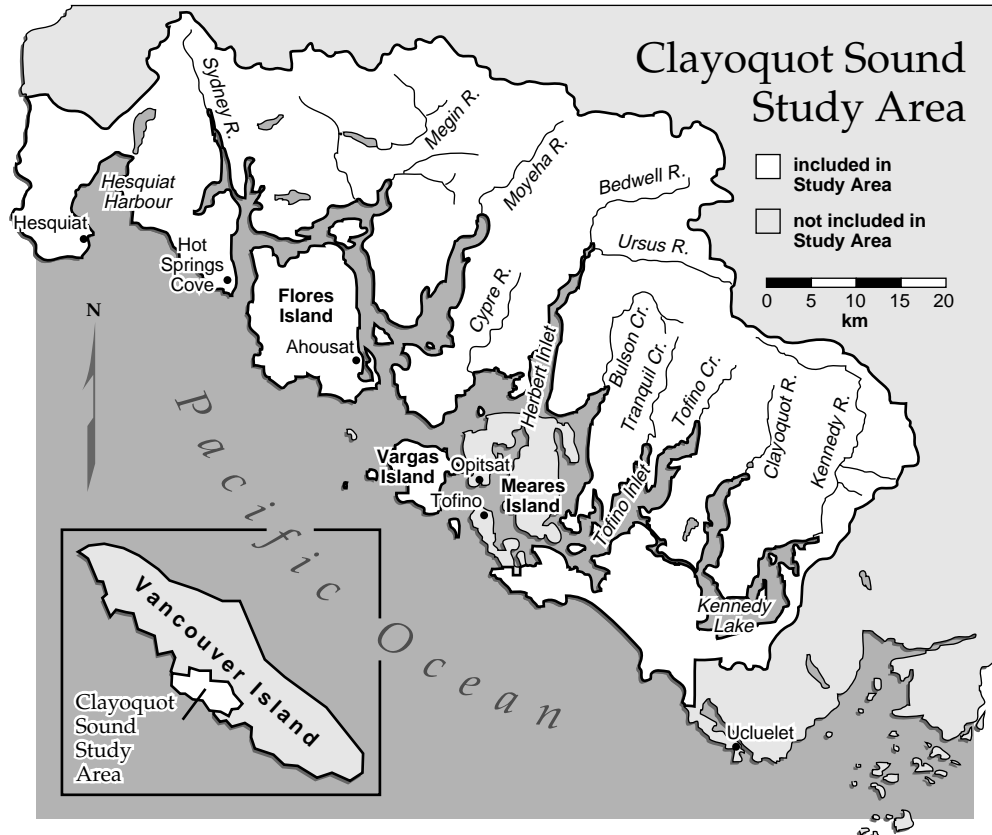 Clayoquot Sound
Study Area
included in
Study Area
not included in
Study Area
0 5 10 15 20
km
Sydney R.
Megin R.
Moyeha R.
Bedwell R.
Ursus R.
Hesquiat
Harbour
Hesquiat
Hot
Springs
Cove
Flores
Island
Ahousat
Cypre R.
Herbert Inlet
Bulson Cr.
Tranquil Cr.
Tofino Cr.
Clayoquot R.
Kennedy R.
N
Vargas
Island
Opitsat
Tofino
Meares
Island
Tofino Inlet
Kennedy
Lake
Ucluelet
Pacific Ocean
Vancouver Island
Clayoquot
Sound
Study
Area